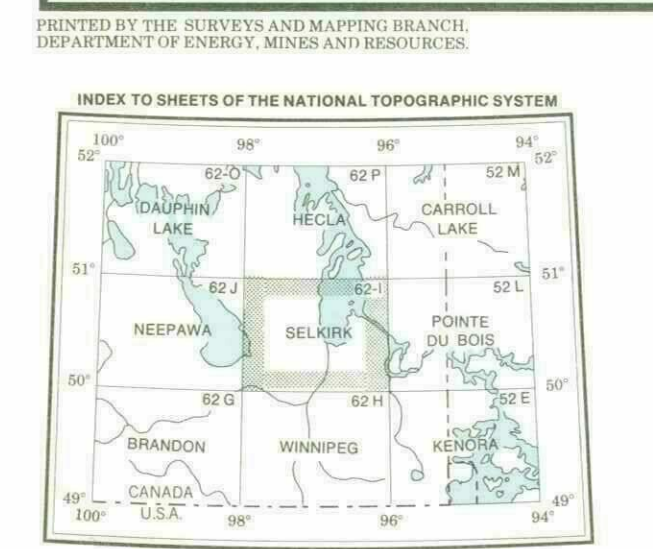 PRINTED BY THE SURVEYS AND MAPPING BRANCH,
DEPARTMENT OF ENERGY, MINES AND RESOURCES.
INDEX TO SHEETS OF THE NATIONAL TOPOGRAPHIC SYSTEM
100° 98° 96° 94°
52° 52°
62-O 62 P 52 M
DAUPHIN
LAKE
HECLA
CARROLL
LAKE
51° 51°
62 J 62-I 52 L
NEEPAWA
SELKIRK
POINTE
DU BOIS
50° 50°
62 G 62 H 52 E
BRANDON
WINNIPEG
KENORA
CANADA
U.S.A.
49° 49°
100° 98° 96° 94°